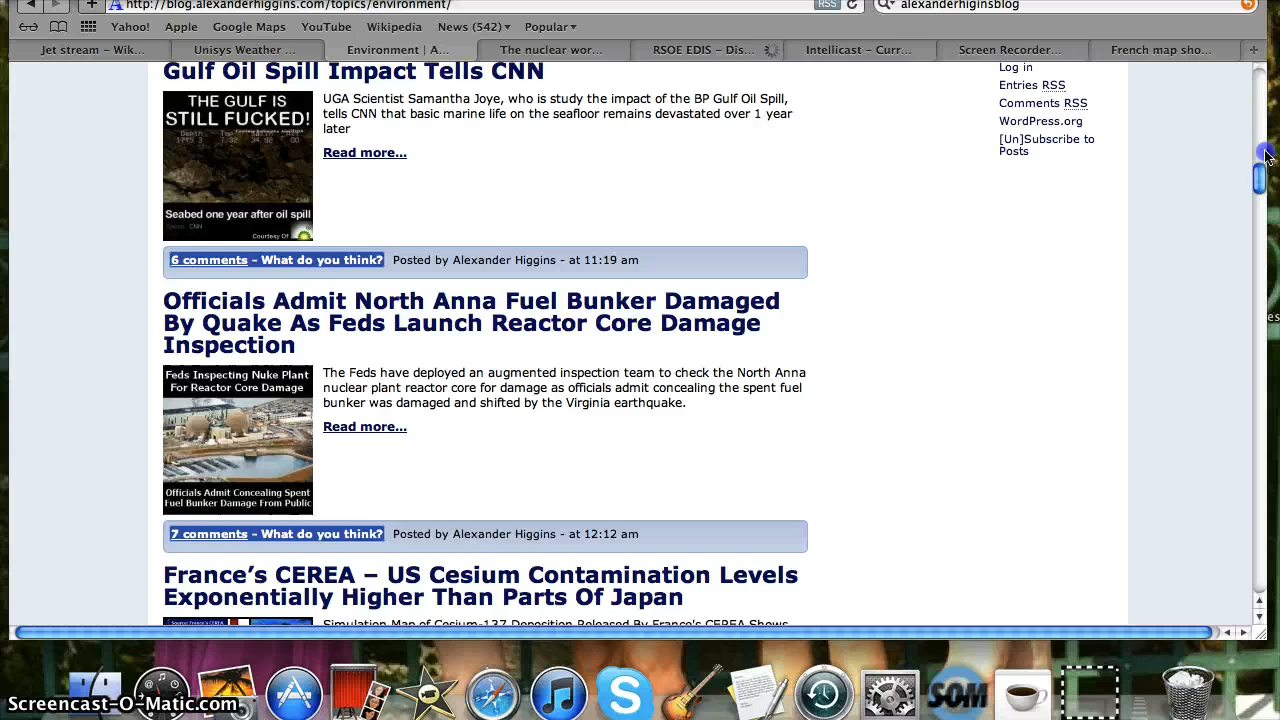 http://blog.alexanderhiggins.com/topics/environment/
RSS
alexanderhiginsblog
Yahoo!
Apple
Google Maps
YouTube
Wikipedia
News (542)
Popular
Jet stream – Wik...
Unisys Weather ...
Environment | A...
The nuclear wor...
RSOE EDIS – Dis...
Intellicast – Curr...
Screen Recorder...
French map sho...
Gulf Oil Spill Impact Tells CNN
THE GULF IS
STILL FUCKED!
Depth
Seabed one year after oil spill
CNN
Courtesy Of
UGA Scientist Samantha Joye, who is study the impact of the BP Gulf Oil Spill,
tells CNN that basic marine life on the seafloor remains devastated over 1 year
later
Read more...
6 comments – What do you think? Posted by Alexander Higgins – at 11:19 am
Officials Admit North Anna Fuel Bunker Damaged
By Quake As Feds Launch Reactor Core Damage
Inspection
Feds Inspecting Nuke Plant
For Reactor Core Damage
Officials Admit Concealing Spent
Fuel Bunker Damage From Public
The Feds have deployed an augmented inspection team to check the North Anna
nuclear plant reactor core for damage as officials admit concealing the spent fuel
bunker was damaged and shifted by the Virginia earthquake.
Read more...
7 comments – What do you think? Posted by Alexander Higgins – at 12:12 am
France’s CEREA – US Cesium Contamination Levels
Exponentially Higher Than Parts Of Japan
Simulation Map of Cesium-137 Deposition Released By France's CEREA Shows
Log in
Entries RSS
Comments RSS
WordPress.org
[Un]Subscribe to
Posts
es
SOM
Screencast-O-Matic.com